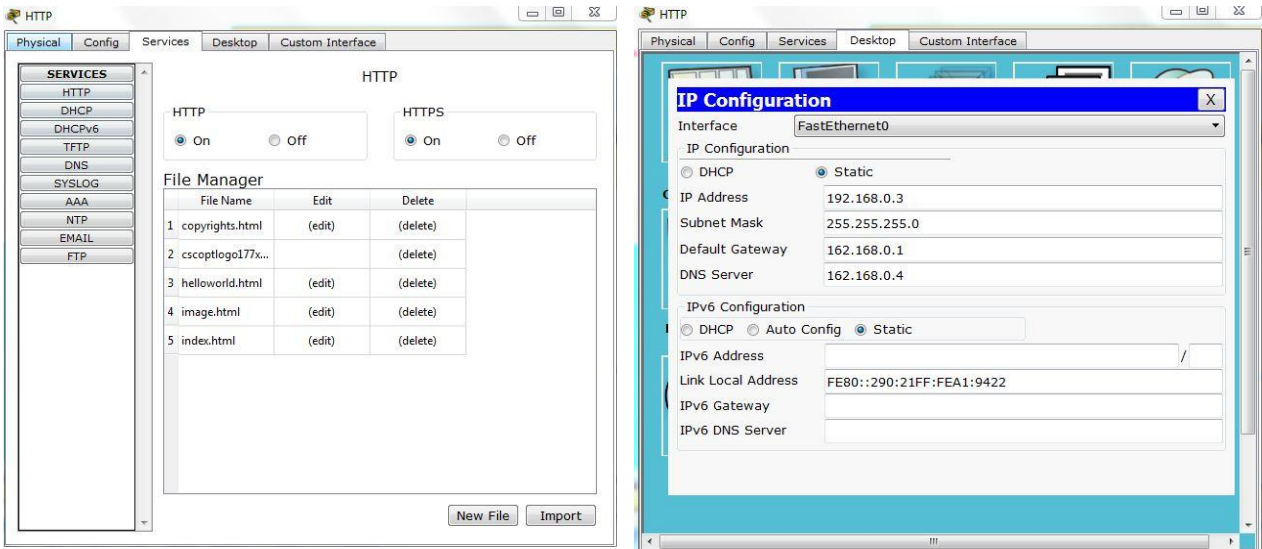 HTTP
Physical Config Services Desktop Custom Interface
SERVICES
HTTP
DHCP
DHCPv6
TFTP
DNS
SYSLOG
AAA
NTP
EMAIL
FTP
HTTP
HTTP HTTPS
On Off On Off
File Manager
File Name Edit Delete
1 copyrights.html (edit) (delete)
2 cscoptlogo177x... (delete)
3 helloworld.html (edit) (delete)
4 image.html (edit) (delete)
5 index.html (edit) (delete)
New File Import
HTTP
Physical Config Services Desktop Custom Interface
IP Configuration X
Interface FastEthernet0
IP Configuration
DHCP Static
IP Address 192.168.0.3
Subnet Mask 255.255.255.0
Default Gateway 162.168.0.1
DNS Server 162.168.0.4
IPv6 Configuration
DHCP Auto Config Static
IPv6 Address /
Link Local Address FE80::290:21FF:FEA1:9422
IPv6 Gateway
IPv6 DNS Server